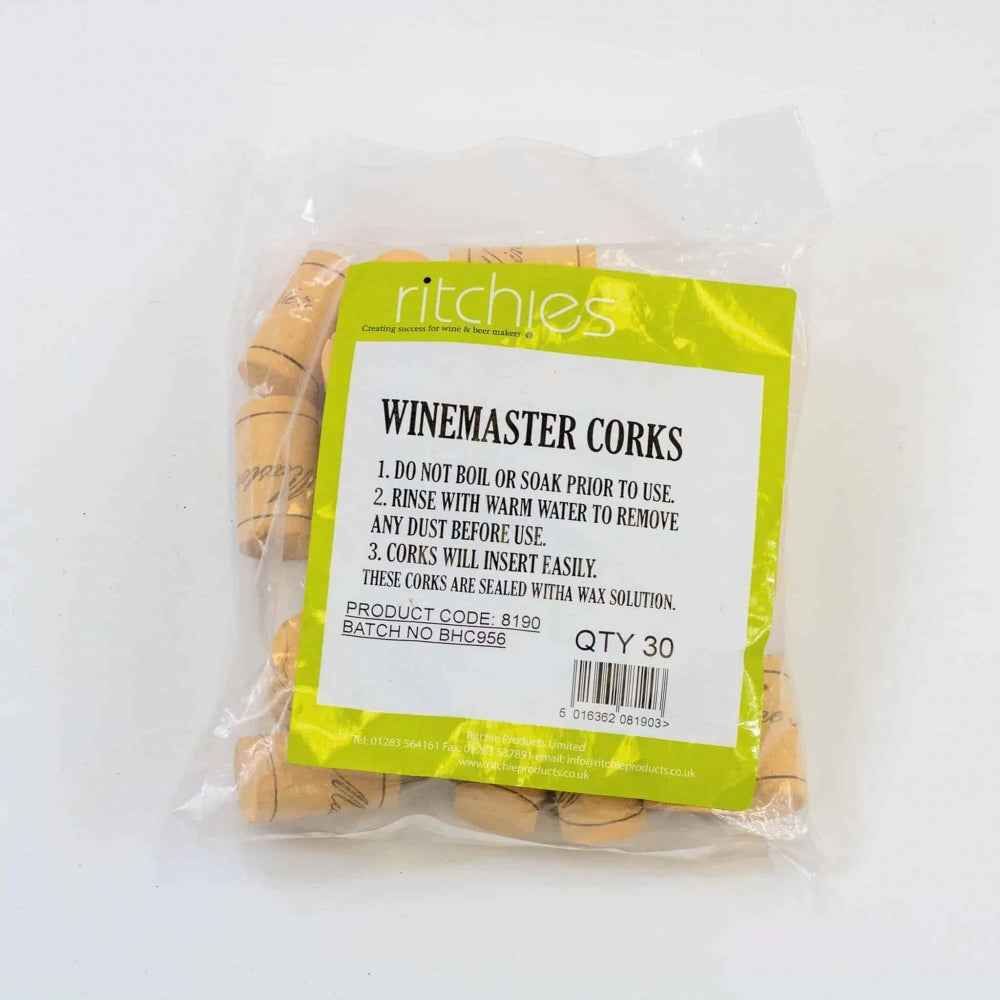 ritchies
Creating success for wine & beer makers
WINEMASTER CORKS
1. DO NOT BOIL OR SOAK PRIOR TO USE.
2. RINSE WITH WARM WATER TO REMOVE
ANY DUST BEFORE USE.
3. CORKS WILL INSERT EASILY.
THESE CORKS ARE SEALED WITHA WAX SOLUTION.
PRODUCT CODE: 8190
BATCH NO BHC956
QTY 30
5 016362 081903>
Ritchie Products Limited
Tel: 01283 564161 Fax: 01283 537891 email: info@ritchieproducts.co.uk
www.ritchieproducts.co.uk